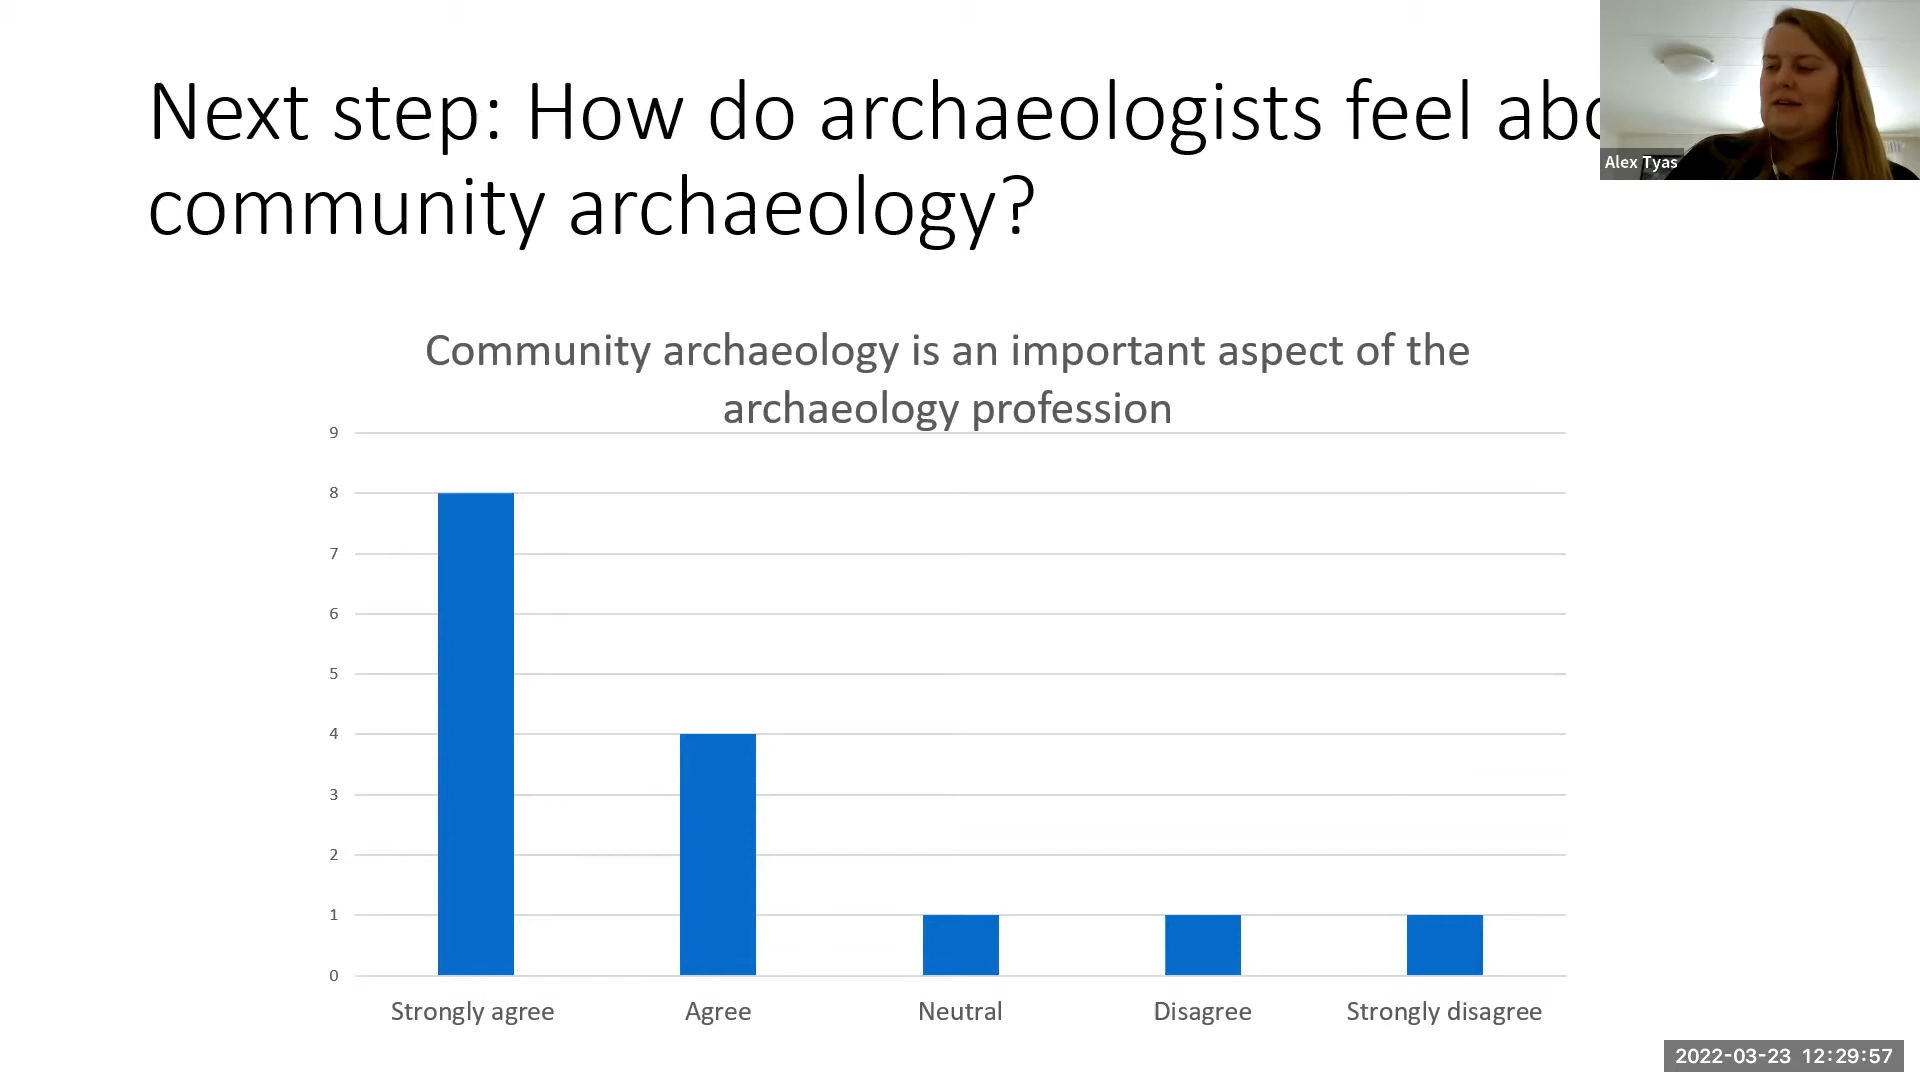 Next step: How do archaeologists feel
community archaeology?
Alex Tyas
Community archaeology is an important aspect of the
archaeology profession
9
8
7
6
5
4
3
2
1
0
Strongly agree Agree Neutral Disagree Strongly disagree
2022-03-23 12:29:57